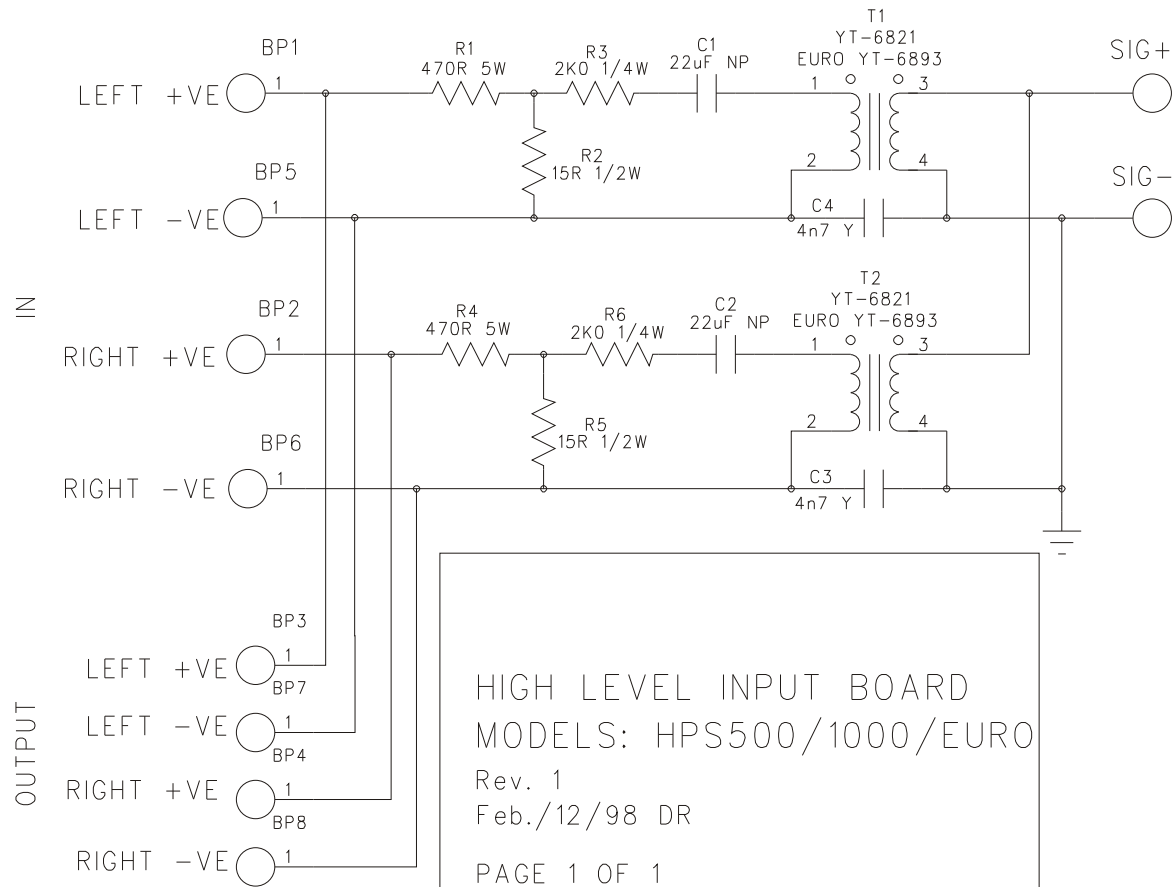 T1
YT-6821
EURO YT-6893
BP1
R1
470R 5W
R3
2K0 1/4W
C1
22uF NP
SIG+
LEFT +VE
1
1
3
R2
15R 1/2W
2
4
BP5
SIG-
LEFT -VE
1
C4
4n7 Y
IN
T2
YT-6821
EURO YT-6893
BP2
R4
470R 5W
R6
2K0 1/4W
C2
22uF NP
RIGHT +VE
1
1
3
R5
15R 1/2W
2
4
BP6
RIGHT -VE
1
C3
4n7 Y
OUTPUT
BP3
LEFT +VE
1
BP7
LEFT -VE
1
BP4
RIGHT +VE
1
BP8
RIGHT -VE
1
HIGH LEVEL INPUT BOARD
MODELS: HPS500/1000/EURO
Rev. 1
Feb./12/98 DR
PAGE 1 OF 1